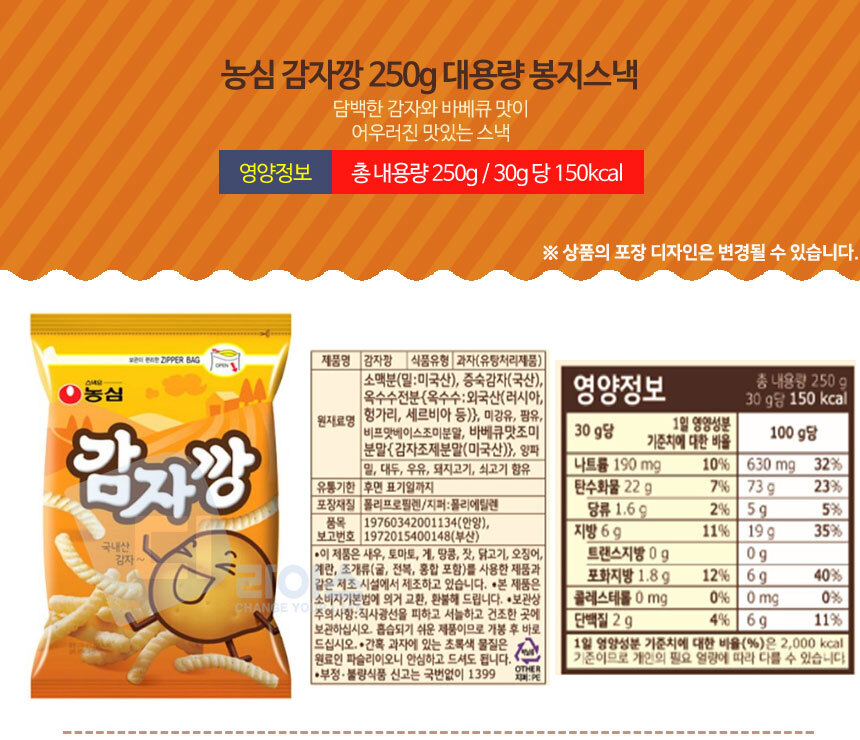 농심 감자깡 250g 대용량 봉지스낵
담백한 감자와 바베큐 맛이
어우러진 맛있는 스낵
영양정보 총 내용량 250g / 30g 당 150kcal
※ 상품의 포장 디자인은 변경될 수 있습니다.
보관이 편리한 ZIPPER BAG
OPEN
스낵은
농심
감자깡
국내산
감자~
제품명 감자깡 식품유형 과자(유탕처리제품)
원재료명
소맥분(밀:미국산), 증숙감자(국산),
옥수수전분{옥수수:외국산(러시아,
헝가리, 세르비아 등)}, 미강유, 팜유,
비프맛베이스조미분말, 바베큐맛조미
분말{감자조제분말(미국산)}, 양파
밀, 대두, 우유, 돼지고기, 쇠고기 함유
유통기한 후면 표기일까지
포장재질 폴리프로필렌/지퍼:폴리에틸렌
품목 19760342001134(안양),
보고번호 1972015400148(부산)
•이 제품은 새우, 토마토, 게, 땅콩, 잣, 닭고기, 오징어,
계란, 조개류(굴, 전복, 홍합 포함)를 사용한 제품과
같은 제조 시설에서 제조하고 있습니다. •본 제품은
소비자기본법에 의거 교환, 환불해 드립니다. •보관상
주의사항:직사광선을 피하고 서늘하고 건조한 곳에
보관하십시오. 흡습되기 쉬운 제품이므로 개봉 후 바로
드십시오. •간혹 과자에 있는 초록색 물질은
원료인 파슬리이오니 안심하고 드셔도 됩니다.
•부정·불량식품 신고는 국번없이 1399
OTHER
지퍼:PE
영양정보
총 내용량 250 g
30 g당 150 kcal
30 g당 1일 영양성분 기준치에 대한 비율 100 g당
나트륨 190 mg 10% 630 mg 32%
탄수화물 22 g 7% 73 g 23%
당류 1.6 g 2% 5 g 5%
지방 6 g 11% 19 g 35%
트랜스지방 0 g 0 g
포화지방 1.8 g 12% 6 g 40%
콜레스테롤 0 mg 0% 0 mg 0%
단백질 2 g 4% 6 g 11%
1일 영양성분 기준치에 대한 비율(%)은 2,000 kcal
기준이므로 개인의 필요 열량에 따라 다를 수 있습니다.